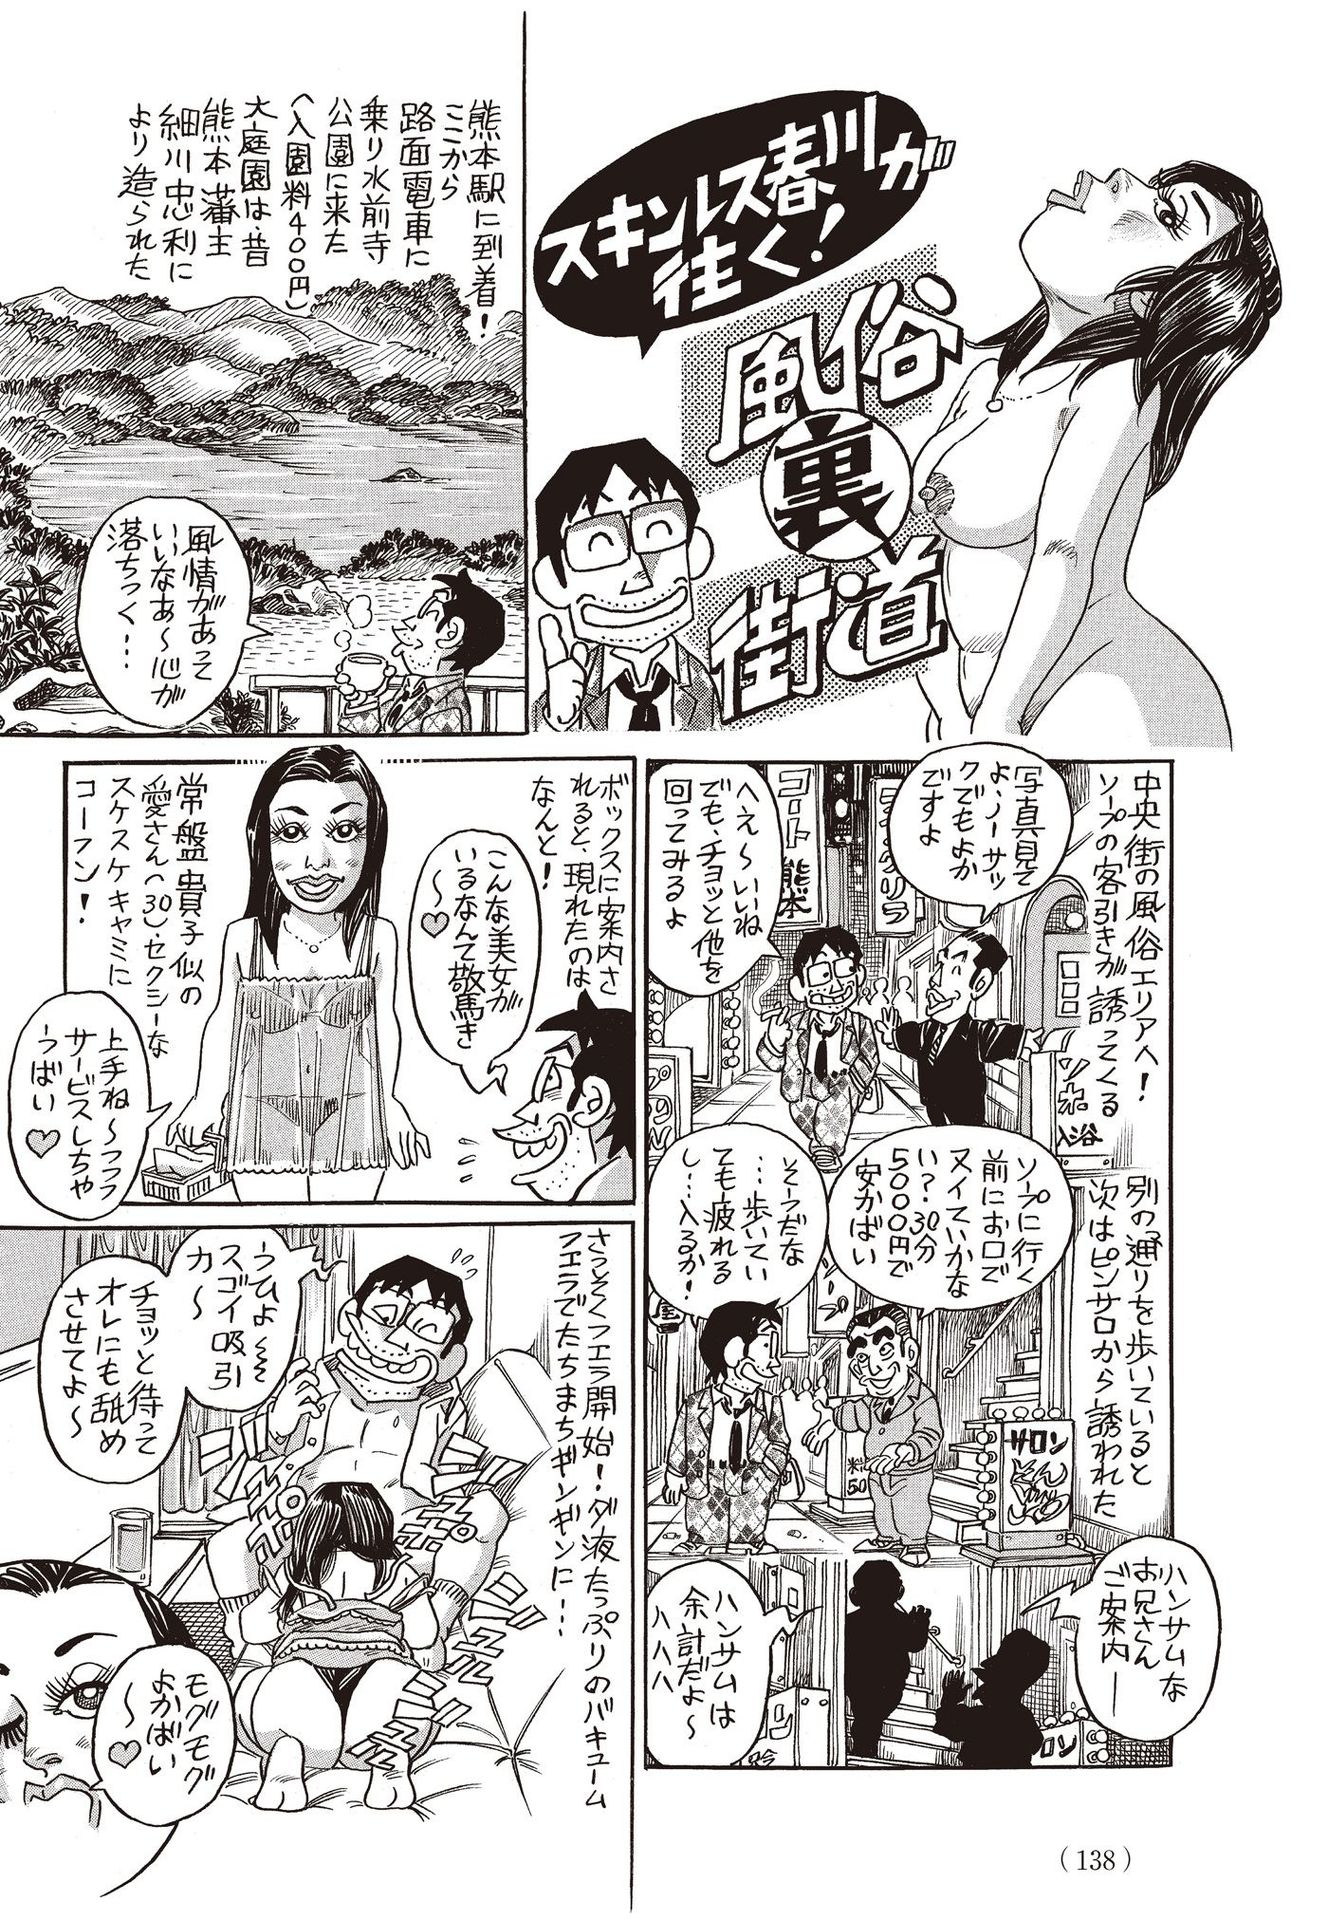 スキンレス春川が
往く!
風俗
裏
街道
熊本駅に到着!
ここから
路面電車に
乗り水前寺
公園に来た
(入園料400円)
大庭園は、昔
熊本藩主
細川忠利に
より造られた
風情があって
いいなあ〜心が
落ちつく…
中央街の風俗エリアへ!
ソープの客引きが誘ってくる
写真見て
よ、ノーサッ
クでもよか
ですよ
へえ〜いいね
でも、チョッと他を
回ってみるよ
コート熊本
入浴
別の通りを歩いていると
次はピンサロから誘われた
ソープに行く
前にお口で
ヌイていかな
い?30分
5000円で
安かばい
そーうだな
…歩いてい
ても疲れる
し…入るか!
サロン
ハンサムな
お兄さん
ご案内ー
ハンサムは
余計だよ〜
ハハハ
ロン
ボックスに案内さ
れると、現れたのは
なんと!
こんな美女が
いるなんて驚き
〜♡
常盤貴子似の
愛さん(30)・セクシーな
スケスケキャミに
コーフン!
上手ね〜フフフ
サービスしちゃ
うばい♡
さっそくフェラ開始!ダ液たっぷりのバキューム
フェラでたちまちギンギンに…
うひょ〜
スゴイ吸引
力〜
チョッと待って
オレにも舐め
させてよ〜
モグモグ
よかばい
〜♡
(138)